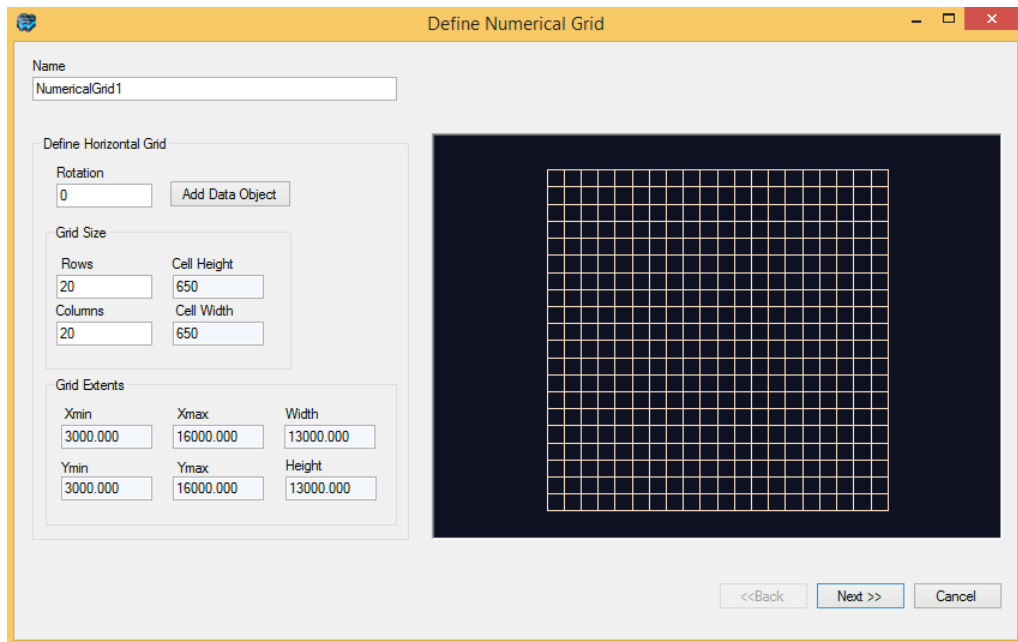 Define Numerical Grid
Name
NumericalGrid1
Define Horizontal Grid
Rotation
0
Add Data Object
Grid Size
Rows Cell Height
20 650
Columns Cell Width
20 650
Grid Extents
Xmin Xmax Width
3000.000 16000.000 13000.000
Ymin Ymax Height
3000.000 16000.000 13000.000
<<Back Next >> Cancel